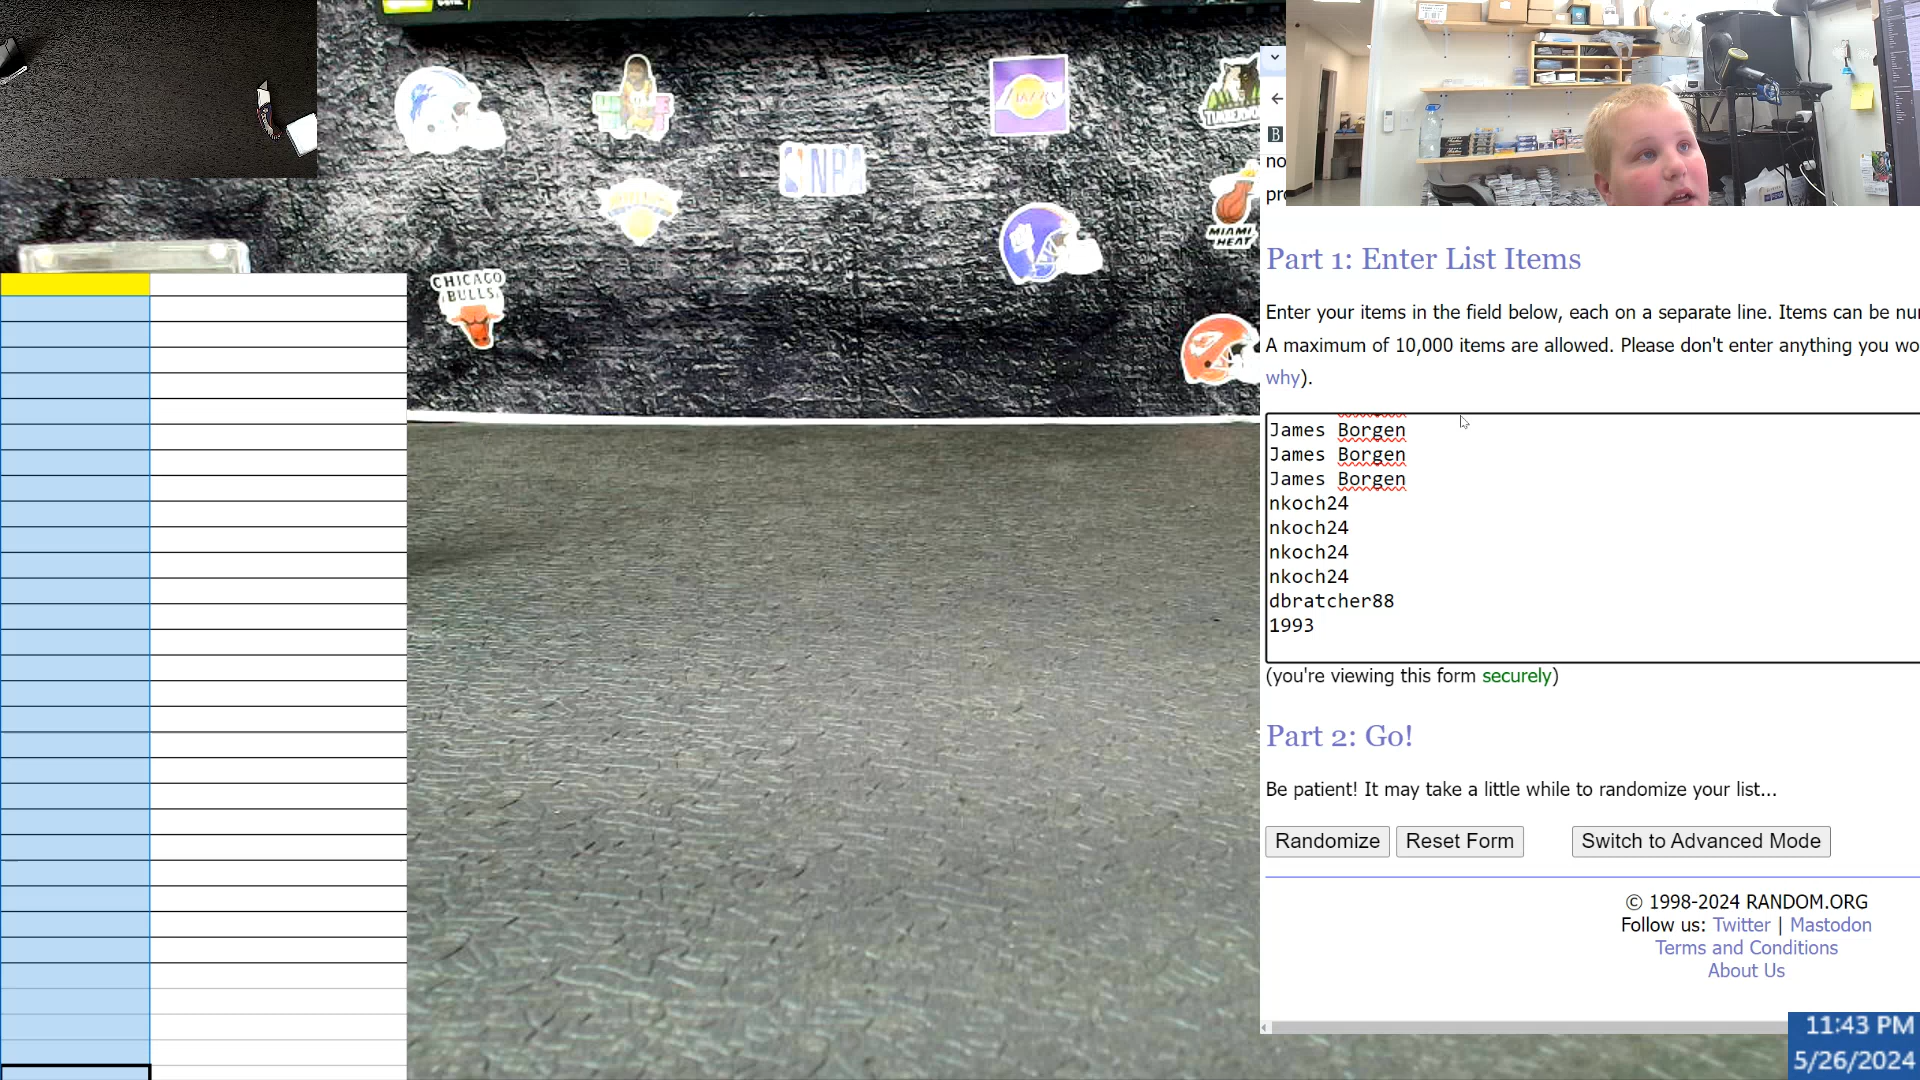 LAKERS
NBA
TIMBERWOLVES
MIAMI
HEAT
CHICAGO
BULLS
no
pro
Part 1: Enter List Items
Enter your items in the field below, each on a separate line. Items can be nu
A maximum of 10,000 items are allowed. Please don't enter anything you wo
why).
James Borgen
James Borgen
James Borgen
nkoch24
nkoch24
nkoch24
nkoch24
dbratcher88
1993
(you're viewing this form securely)
Part 2: Go!
Be patient! It may take a little while to randomize your list...
Randomize Reset Form Switch to Advanced Mode
© 1998-2024 RANDOM.ORG
Follow us: Twitter | Mastodon
Terms and Conditions
About Us
11:43 PM
5/26/2024